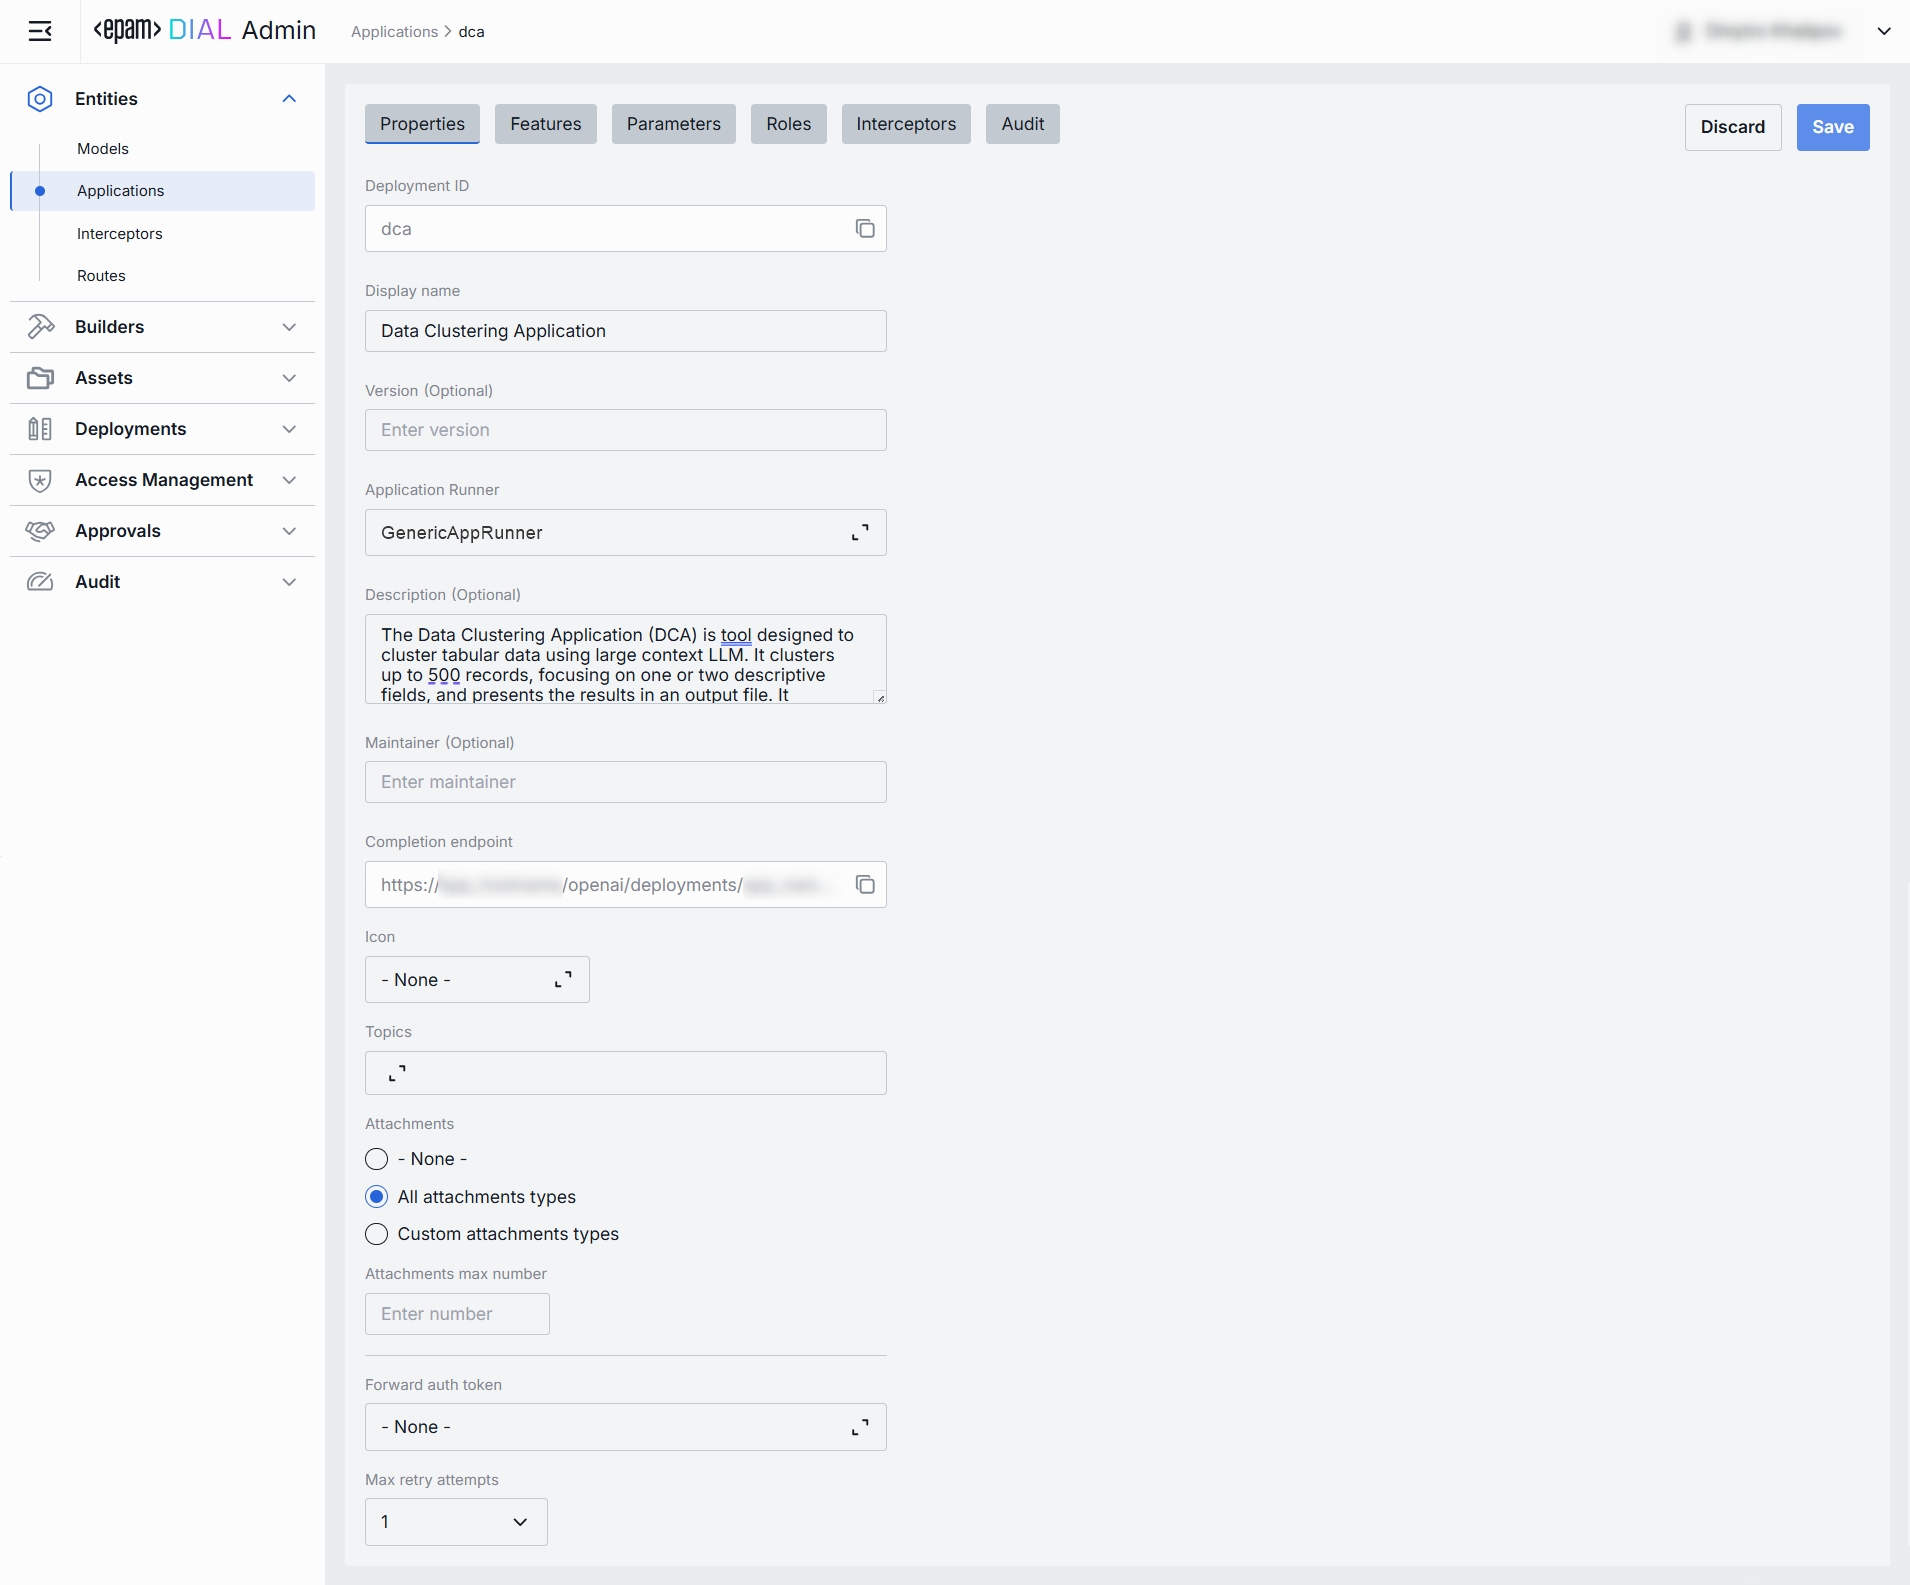 <epam> DIAL Admin
Applications > dca
Entities
Models
Applications
Interceptors
Routes
Builders
Assets
Deployments
Access Management
Approvals
Audit
Properties
Features
Parameters
Roles
Interceptors
Audit
Discard
Save
Deployment ID
dca
Display name
Data Clustering Application
Version (Optional)
Enter version
Application Runner
GenericAppRunner
Description (Optional)
The Data Clustering Application (DCA) is tool designed to
cluster tabular data using large context LLM. It clusters
up to 500 records, focusing on one or two descriptive
fields, and presents the results in an output file. It
Maintainer (Optional)
Enter maintainer
Completion endpoint
https:// /openai/deployments/
Icon
- None -
Topics
Attachments
- None -
All attachments types
Custom attachments types
Attachments max number
Enter number
Forward auth token
- None -
Max retry attempts
1